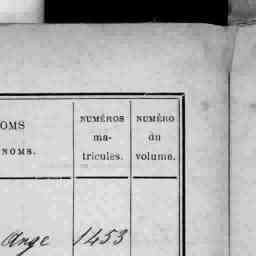 OMS
NOMS.
NUMÉROS
ma-
tricules.
NUMÉRO
du
volume.
Ange 1453